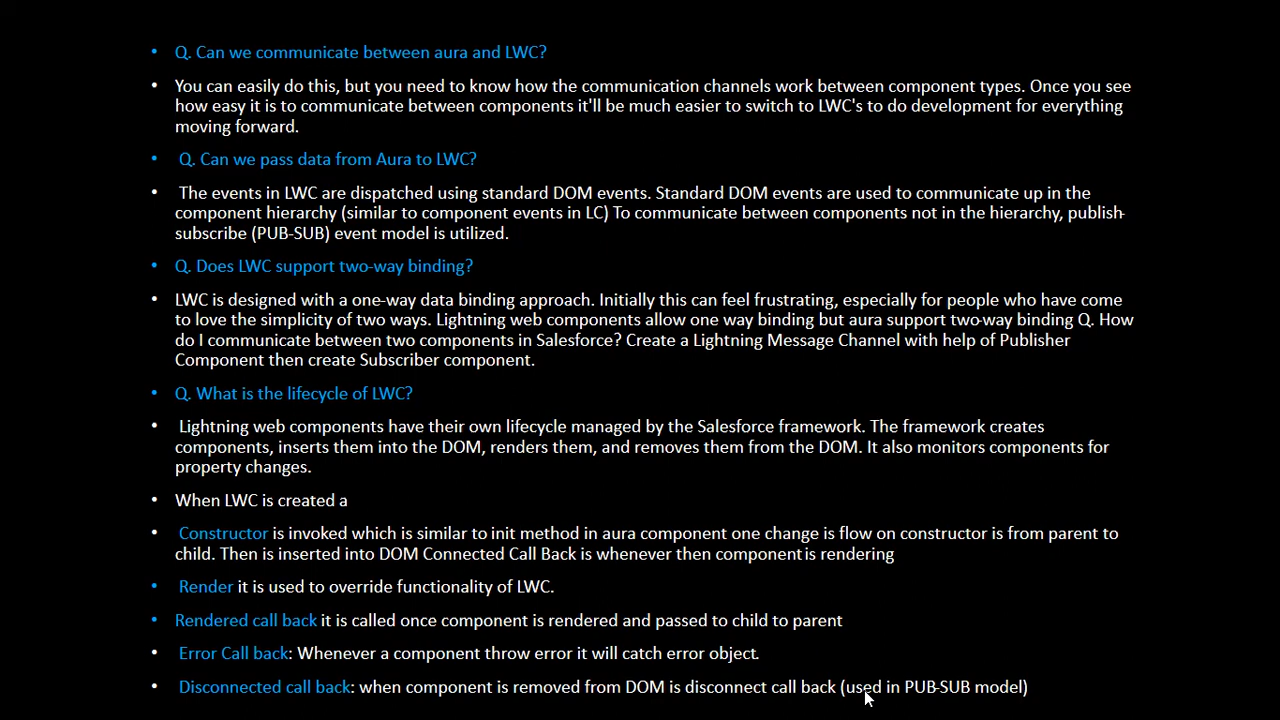 • Q. Can we communicate between aura and LWC?
• You can easily do this, but you need to know how the communication channels work between component types. Once you see
how easy it is to communicate between components it'll be much easier to switch to LWC's to do development for everything
moving forward.
• Q. Can we pass data from Aura to LWC?
• The events in LWC are dispatched using standard DOM events. Standard DOM events are used to communicate up in the
component hierarchy (similar to component events in LC) To communicate between components not in the hierarchy, publish-
subscribe (PUB-SUB) event model is utilized.
• Q. Does LWC support two-way binding?
• LWC is designed with a one-way data binding approach. Initially this can feel frustrating, especially for people who have come
to love the simplicity of two ways. Lightning web components allow one way binding but aura support two-way binding Q. How
do I communicate between two components in Salesforce? Create a Lightning Message Channel with help of Publisher
Component then create Subscriber component.
• Q. What is the lifecycle of LWC?
• Lightning web components have their own lifecycle managed by the Salesforce framework. The framework creates
components, inserts them into the DOM, renders them, and removes them from the DOM. It also monitors components for
property changes.
• When LWC is created a
• Constructor is invoked which is similar to init method in aura component one change is flow on constructor is from parent to
child. Then is inserted into DOM Connected Call Back is whenever then component is rendering
• Render it is used to override functionality of LWC.
• Rendered call back it is called once component is rendered and passed to child to parent
• Error Call back: Whenever a component throw error it will catch error object.
• Disconnected call back: when component is removed from DOM is disconnect call back (used in PUB-SUB model)